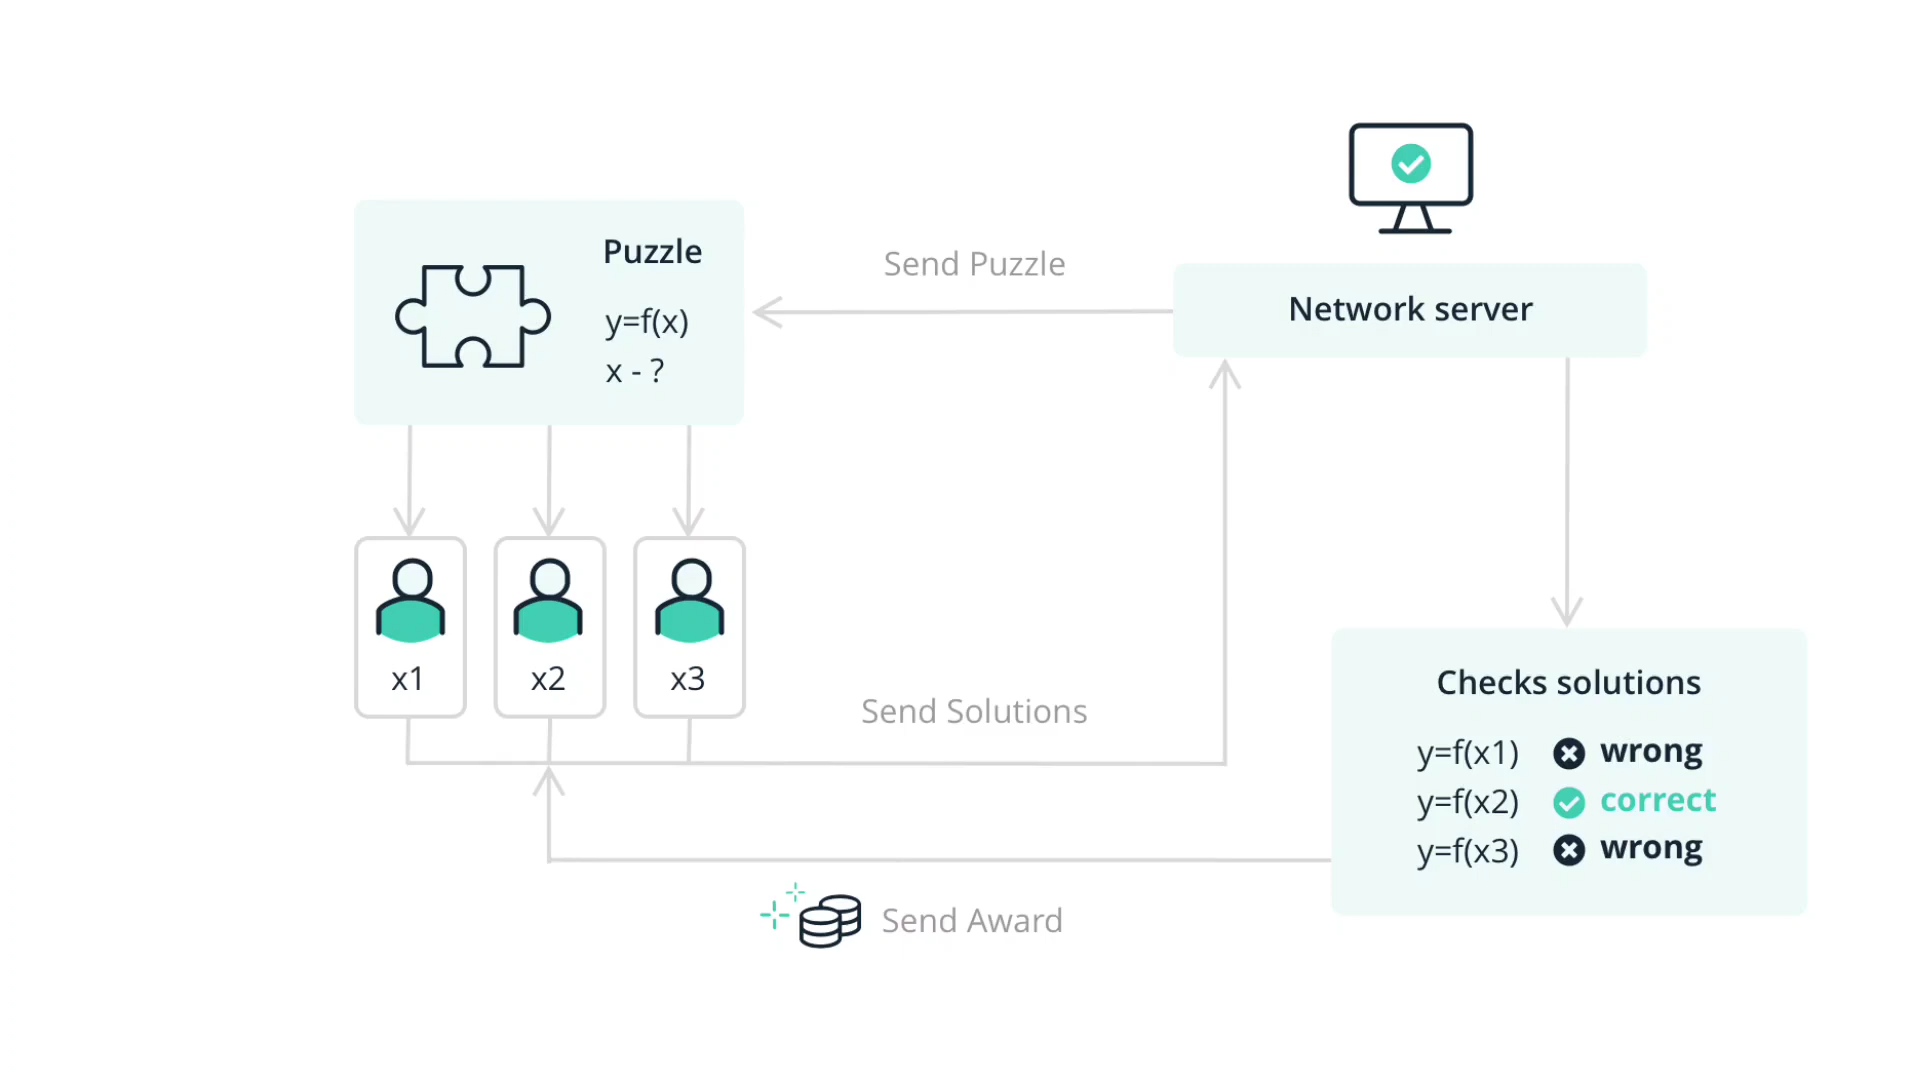 Puzzle
y=f(x)
x - ?
Send Puzzle
Network server
x1
x2
x3
Send Solutions
Checks solutions
y=f(x1) wrong
y=f(x2) correct
y=f(x3) wrong
Send Award